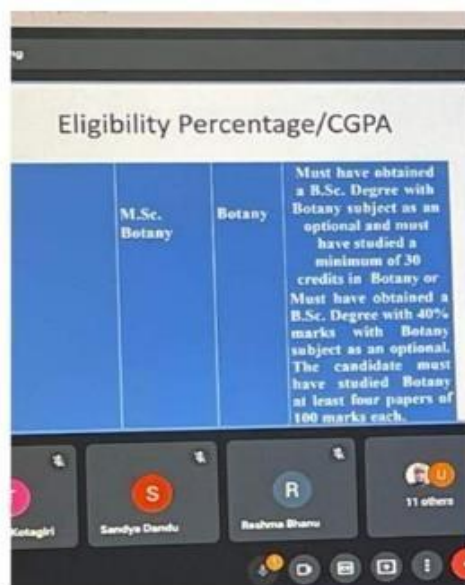 ng
Eligibility Percentage/CGPA
M.Sc.
Botany
Botany
Must have obtained
a B.Sc. Degree with
Botany subject as an
optional and must
have studied a
minimum of 30
credits in Botany or
Must have obtained a
B.Sc. Degree with 40%
marks with Botany
subject as an optional.
The candidate must
have studied Botany
at least four papers of
100 marks each.
Kotagiri
S
Sandya Dandu
R
Reshma Bhanu
U
11 others